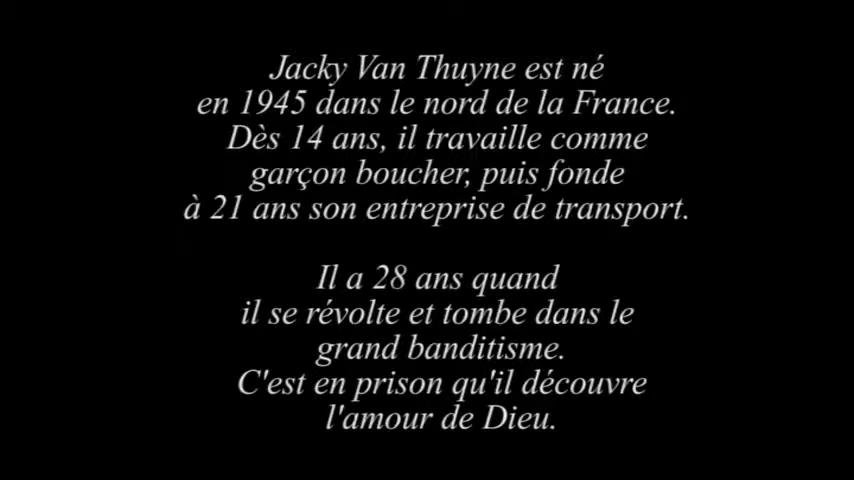 Jacky Van Thuyne est né
en 1945 dans le nord de la France.
Dès 14 ans, il travaille comme
garçon boucher, puis fonde
à 21 ans son entreprise de transport.
Il a 28 ans quand
il se révolte et tombe dans le
grand banditisme.
C'est en prison qu'il découvre
l'amour de Dieu.